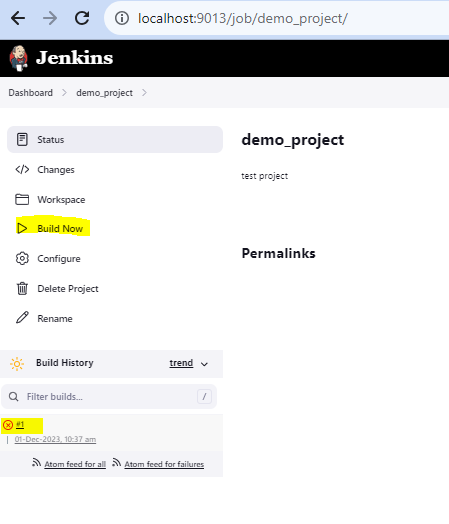 localhost:9013/job/demo_project/
Jenkins
Dashboard > demo_project >
Status
Changes
Workspace
Build Now
Configure
Delete Project
Rename
demo_project
test project
Permalinks
Build History trend
Filter builds... /
#1
01-Dec-2023, 10:37 am
Atom feed for all Atom feed for failures